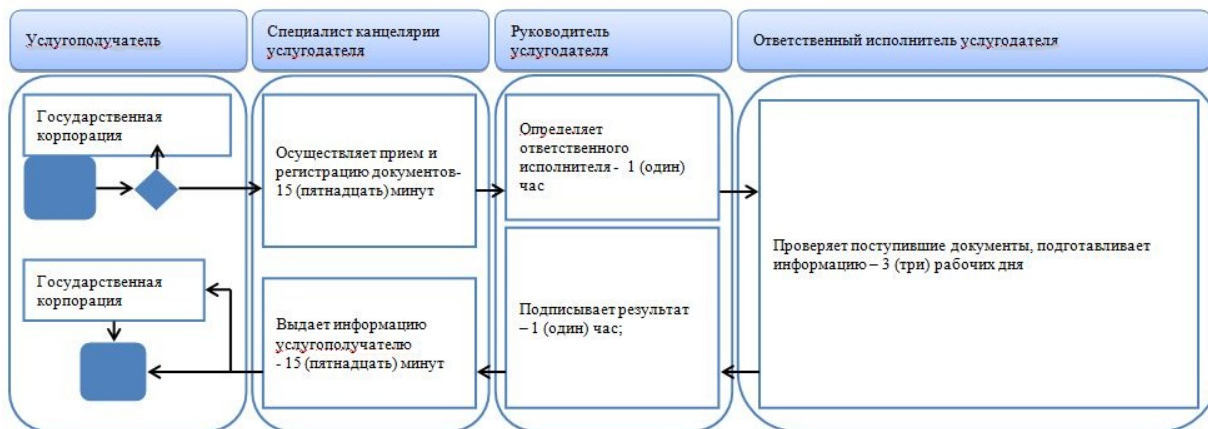 Услугополучатель
Специалист канцелярии
услугодателя
Руководитель
услугодателя
Ответственный исполнитель услугодателя
Государственная
корпорация
Осуществляет прием и
регистрацию документов-
15 (пятнадцать) минут
Определяет
ответственного
исполнителя - 1 (один)
час
Проверяет поступившие документы, подготавливает
информацию – 3 (три) рабочих дня
Государственная
корпорация
Выдает информацию
услугополучателю
- 15 (пятнадцать) минут
Подписывает результат
– 1 (один) час;